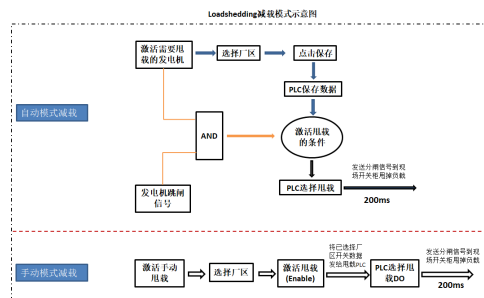 Loadshedding减载模式示意图
激活需要甩
载的发电机
选择厂区
点击保存
PLC保存数据
自动模式减载
AND
激活甩载
的条件
发电机跳闸
信号
PLC选择甩载
发送分闸信号到现
场开关柜甩掉负载
200ms
手动模式减载
激活手动
甩载
选择厂区
激活甩载
(Enable)
将已选择厂
区开关数据
发给甩载PLC
PLC选择甩
载DO
发送分闸信号到现
场开关柜甩掉负载
200ms